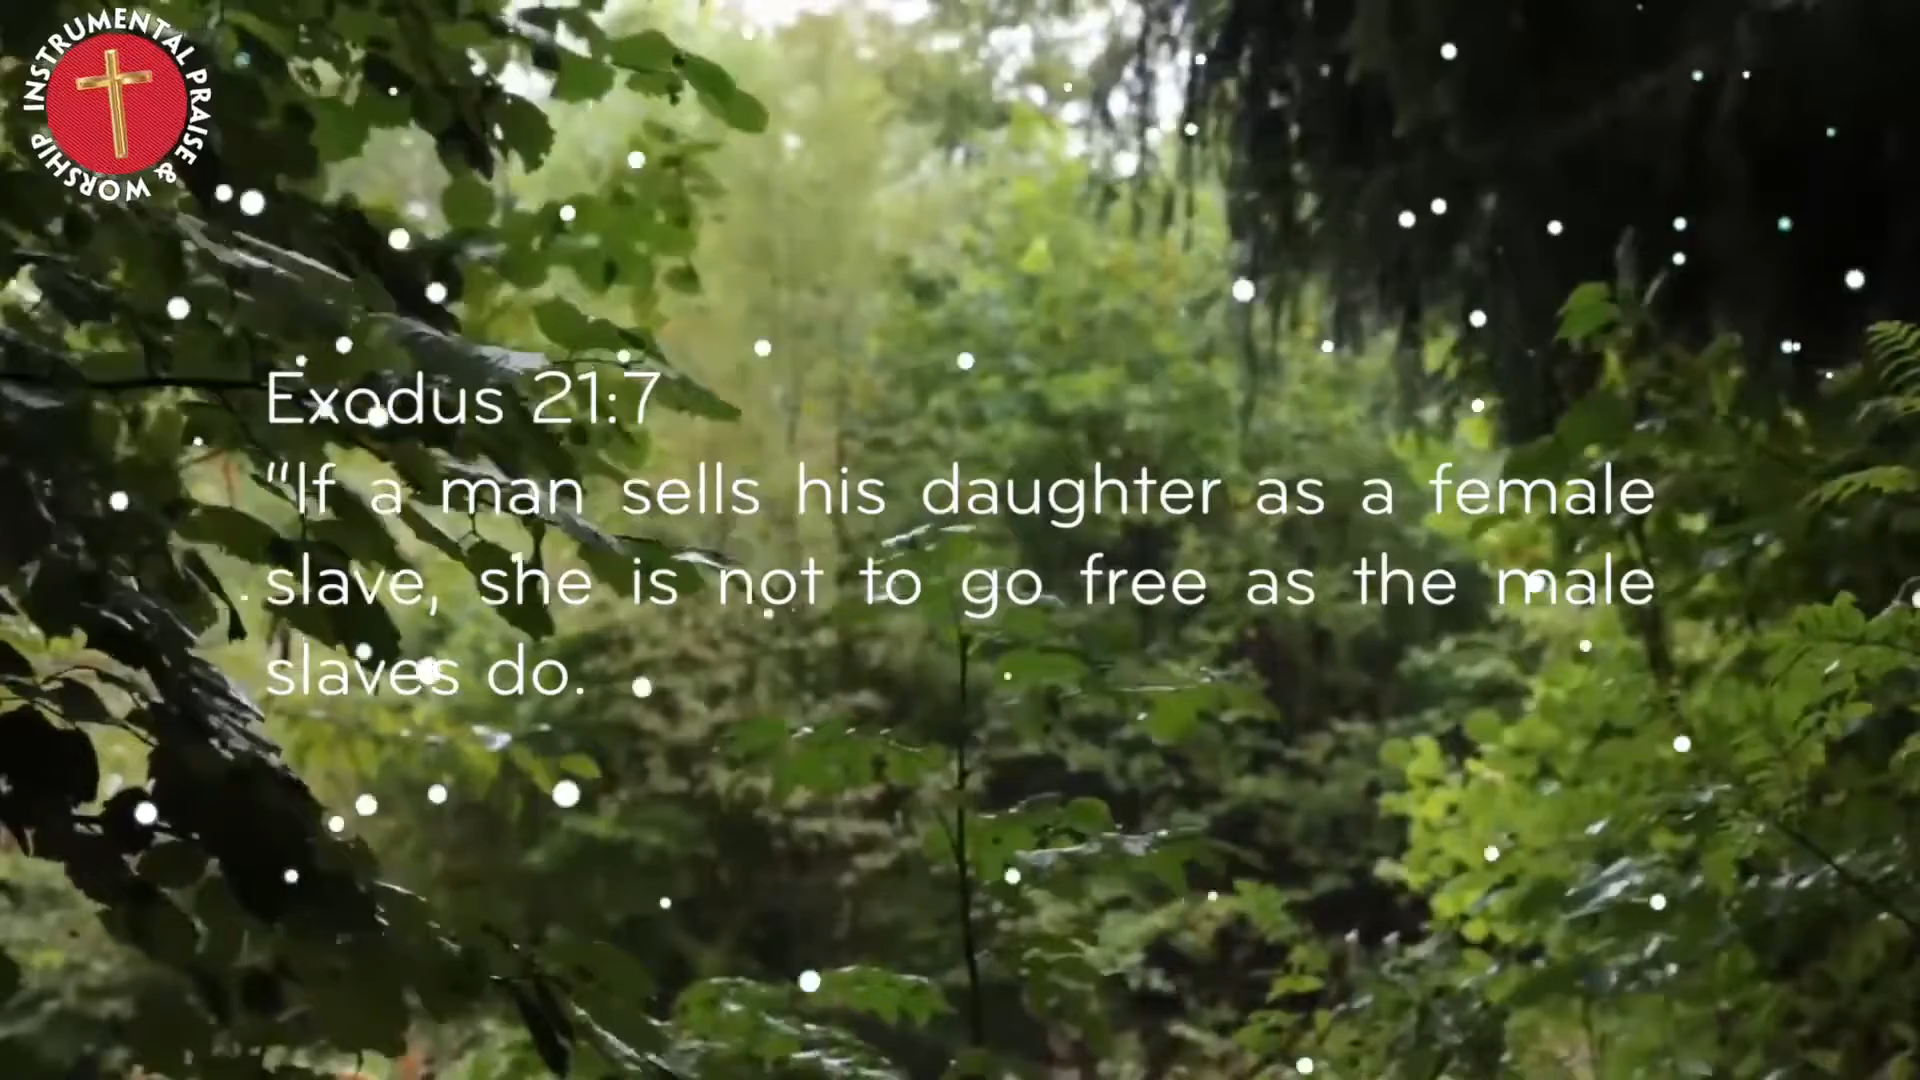 INSTRUMENTAL PRAISE & WORSHIP
Exodus 21:7
“If a man sells his daughter as a female
slave, she is not to go free as the male
slaves do.